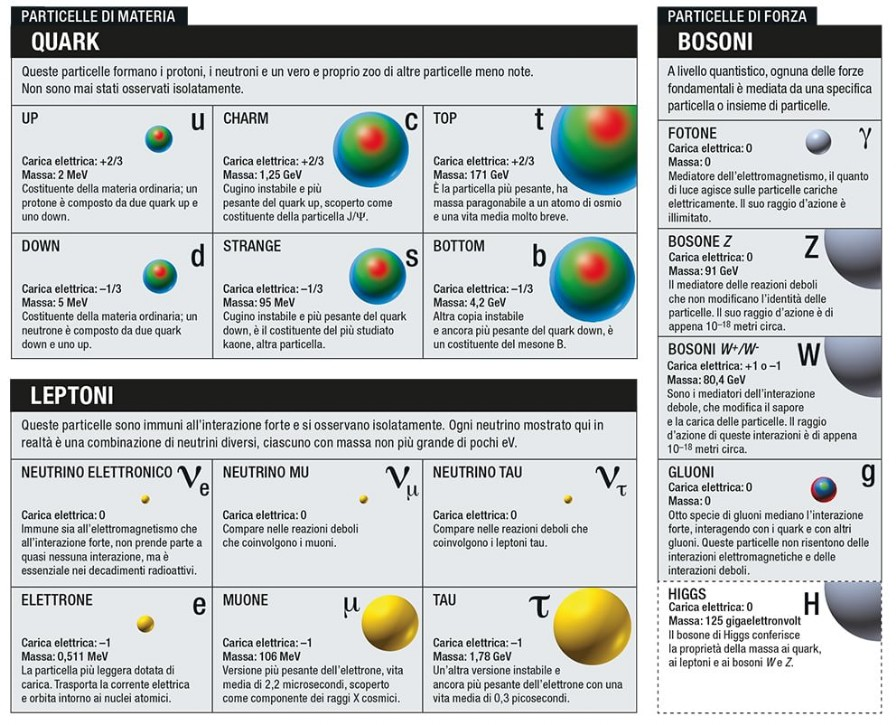 PARTICELLE DI MATERIA
QUARK
Queste particelle formano i protoni, i neutroni e un vero e proprio zoo di altre particelle meno note.
Non sono mai stati osservati isolatamente.
UP
u
Carica elettrica: +2/3
Massa: 2 MeV
Costituente della materia ordinaria; un
protone è composto da due quark up e
uno down.
CHARM
c
Carica elettrica: +2/3
Massa: 1,25 GeV
Cugino instabile e più
pesante del quark up, scoperto come
costituente della particella J/Ψ.
TOP
t
Carica elettrica: +2/3
Massa: 171 GeV
È la particella più pesante, ha
massa paragonabile a un atomo di osmio
e una vita media molto breve.
DOWN
d
Carica elettrica: –1/3
Massa: 5 MeV
Costituente della materia ordinaria; un
neutrone è composto da due quark
down e uno up.
STRANGE
s
Carica elettrica: –1/3
Massa: 95 MeV
Cugino instabile e più pesante del quark
down, è il costituente del più studiato
kaone, altra particella.
BOTTOM
b
Carica elettrica: –1/3
Massa: 4,2 GeV
Altra copia instabile
e ancora più pesante del quark down, è
un costituente del mesone B.
LEPTONI
Queste particelle sono immuni all'interazione forte e si osservano isolatamente. Ogni neutrino mostrato qui in
realtà è una combinazione di neutrini diversi, ciascuno con massa non più grande di pochi eV.
NEUTRINO ELETTRONICO
νe
Carica elettrica: 0
Immune sia all'elettromagnetismo che
all'interazione forte, non prende parte a
quasi nessuna interazione, ma è
essenziale nei decadimenti radioattivi.
NEUTRINO MU
νμ
Carica elettrica: 0
Compare nelle reazioni deboli
che coinvolgono i muoni.
NEUTRINO TAU
ντ
Carica elettrica: 0
Compare nelle reazioni deboli che
coinvolgono i leptoni tau.
ELETTRONE
e
Carica elettrica: –1
Massa: 0,511 MeV
La particella più leggera dotata di
carica. Trasporta la corrente elettrica
e orbita intorno ai nuclei atomici.
MUONE
μ
Carica elettrica: –1
Massa: 106 MeV
Versione più pesante dell'elettrone, vita
media di 2,2 microsecondi, scoperto
come componente dei raggi X cosmici.
TAU
τ
Carica elettrica: –1
Massa: 1,78 GeV
Un'altra versione instabile e
ancora più pesante dell'elettrone con una
vita media di 0,3 picosecondi.
PARTICELLE DI FORZA
BOSONI
A livello quantistico, ognuna delle forze
fondamentali è mediata da una specifica
particella o insieme di particelle.
FOTONE
γ
Carica elettrica: 0
Massa: 0
Mediatore dell'elettromagnetismo, il quanto
di luce agisce sulle particelle cariche
elettricamente. Il suo raggio d'azione è
illimitato.
BOSONE Z
Z
Carica elettrica: 0
Massa: 91 GeV
Il mediatore delle reazioni deboli
che non modificano l'identità delle
particelle. Il suo raggio d'azione è di
appena 10–18 metri circa.
BOSONI W+/W-
W
Carica elettrica: +1 o –1
Massa: 80,4 GeV
Sono i mediatori dell'interazione
debole, che modifica il sapore
e la carica delle particelle. Il raggio
d'azione di queste interazioni è di appena
10–18 metri circa.
GLUONI
g
Carica elettrica: 0
Massa: 0
Otto specie di gluoni mediano l'interazione
forte, interagendo con i quark e con altri
gluoni. Queste particelle non risentono delle
interazioni elettromagnetiche e delle
interazioni deboli.
HIGGS
H
Carica elettrica: 0
Massa: 125 gigaelettronvolt
Il bosone di Higgs conferisce
la proprietà della massa ai quark,
ai leptoni e ai bosoni W e Z.